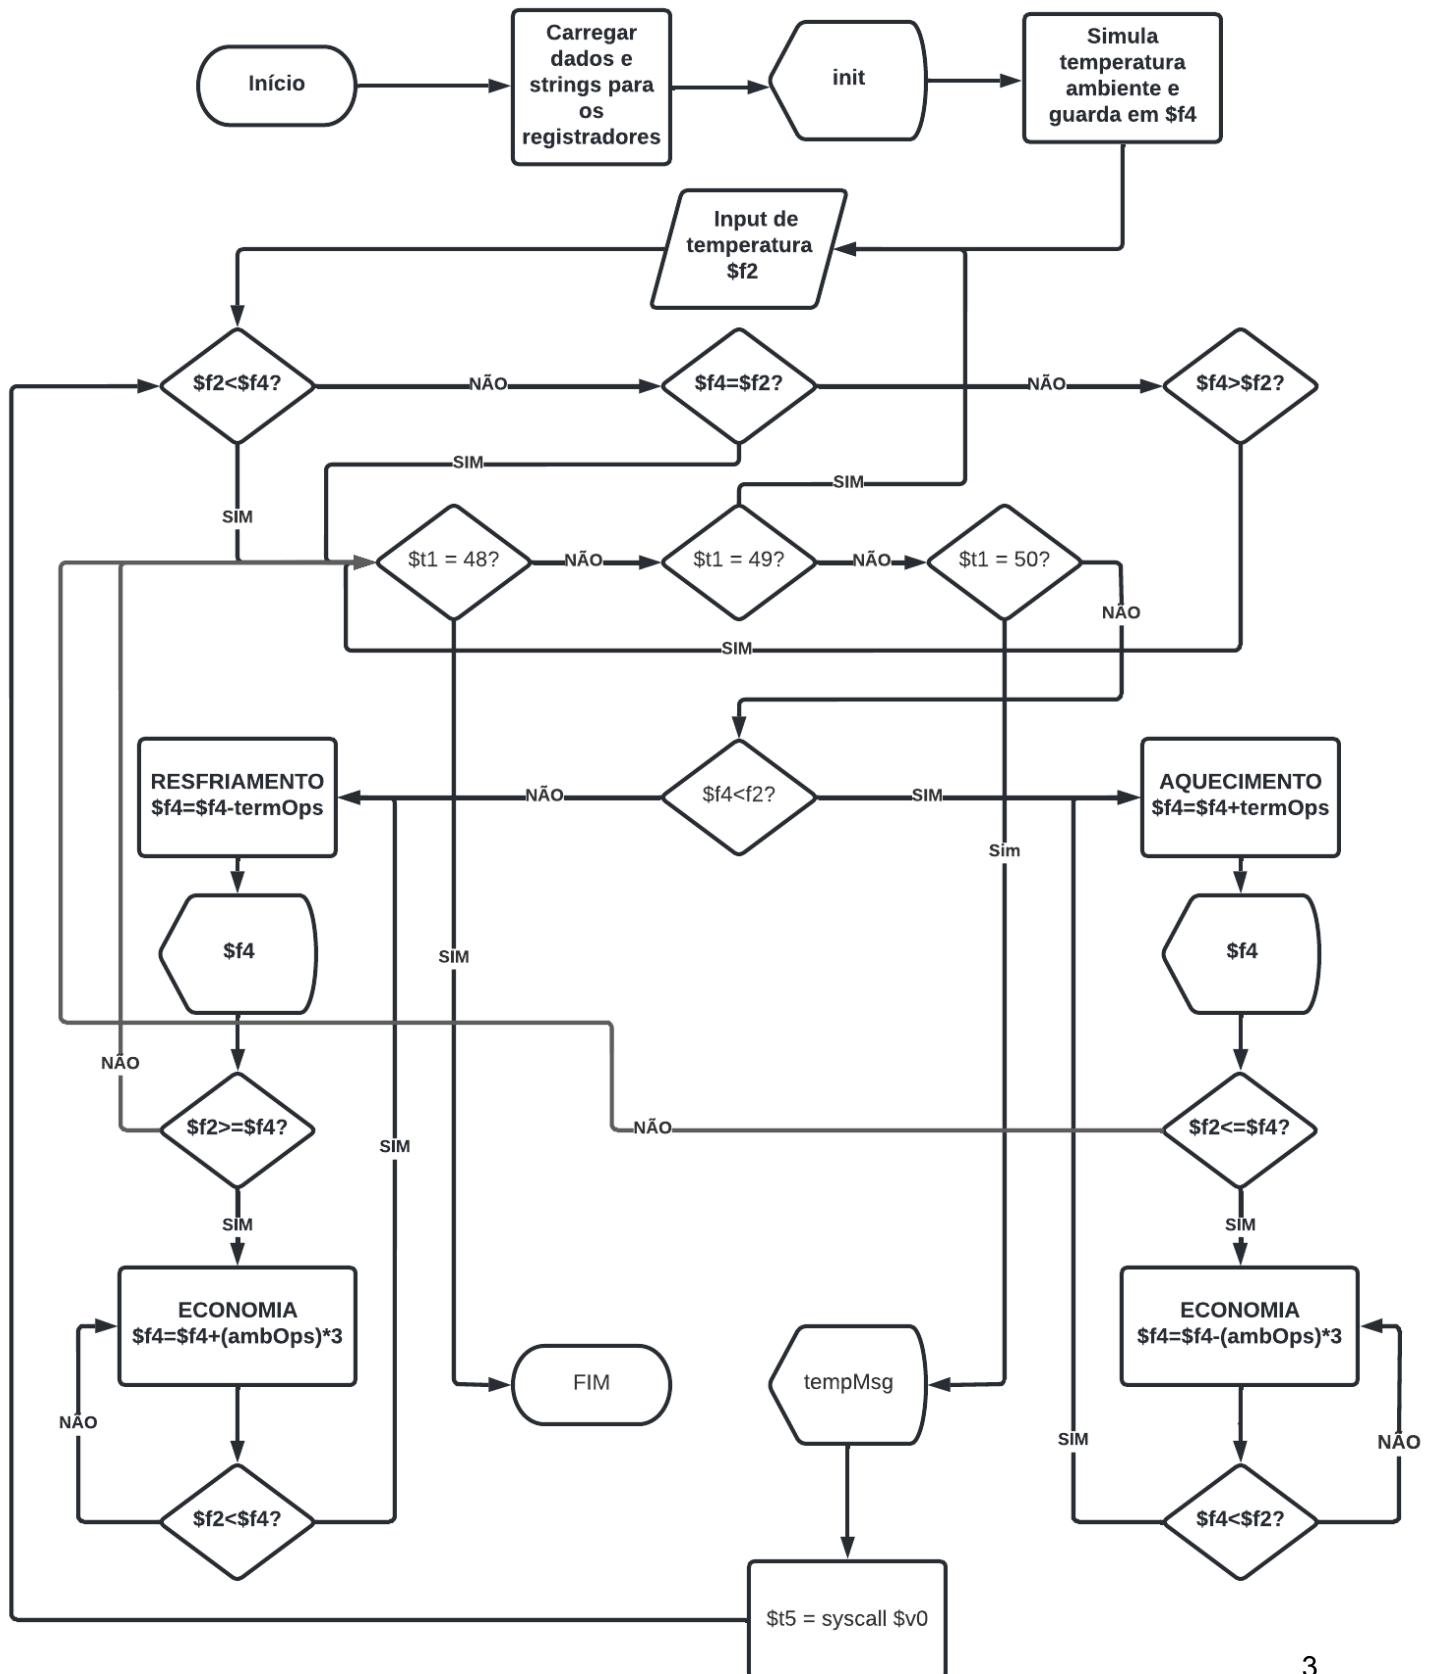 Início
Carregar
dados e
strings para
os
registradores
init
Simula
temperatura
ambiente e
guarda em $f4
Input de
temperatura
$f2
$f2<$f4?
NÃO
$f4=$f2?
NÃO
$f4>$f2?
SIM
SIM
SIM
$t1 = 48?
NÃO
$t1 = 49?
NÃO
$t1 = 50?
NÃO
SIM
RESFRIAMENTO
$f4=$f4-termOps
NÃO
$f4<f2?
SIM
AQUECIMENTO
$f4=$f4+termOps
Sim
$f4
SIM
$f4
NÃO
$f2>=$f4?
SIM
NÃO
$f2<=$f4?
SIM
SIM
ECONOMIA
$f4=$f4+(ambOps)*3
ECONOMIA
$f4=$f4-(ambOps)*3
FIM
tempMsg
NÃO
SIM
NÃO
$f2<$f4?
$f4<$f2?
$t5 = syscall $v0
3